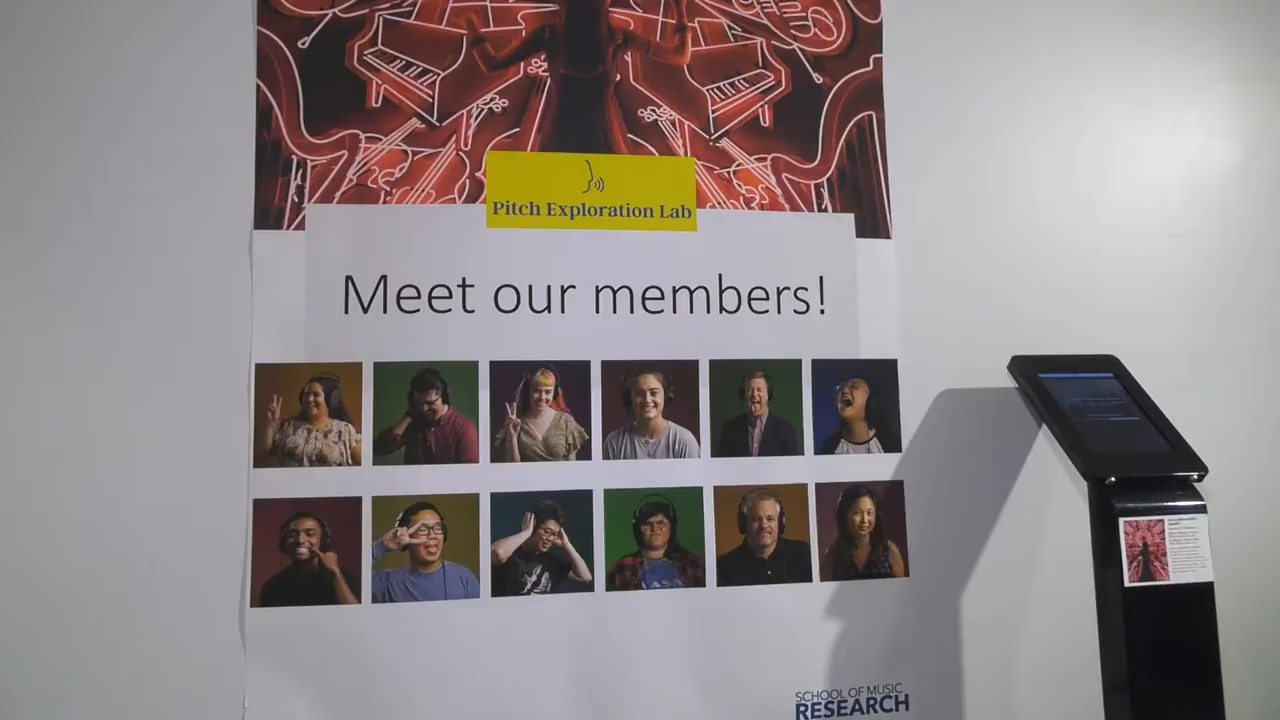 Pitch Exploration Lab
Meet our members!
SCHOOL OF MUSIC
RESEARCH